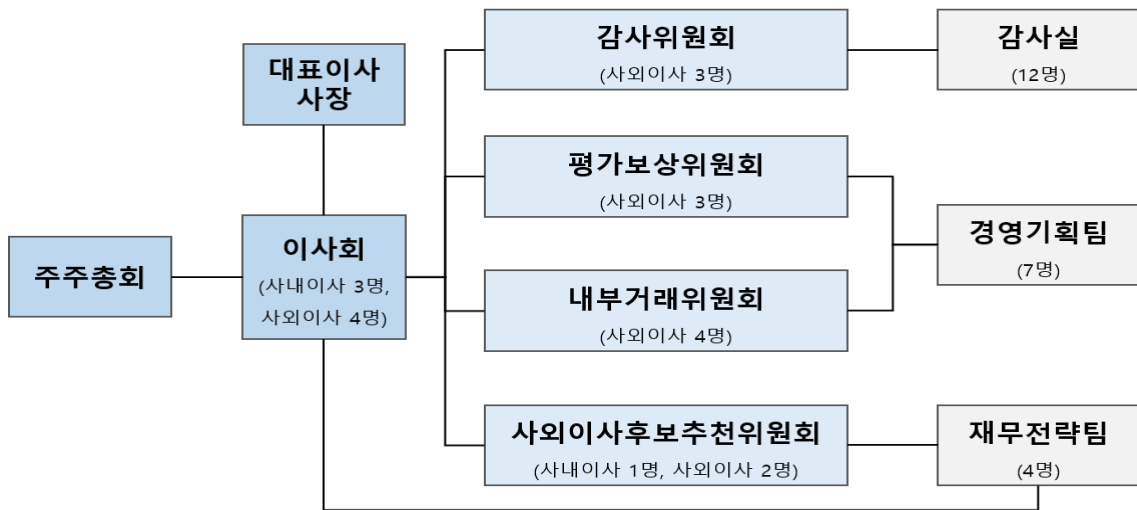 주주총회
대표이사
사장
이사회
(사내이사 3명,
사외이사 4명)
감사위원회
(사외이사 3명)
평가보상위원회
(사외이사 3명)
내부거래위원회
(사외이사 4명)
사외이사후보추천위원회
(사내이사 1명, 사외이사 2명)
감사실
(12명)
경영기획팀
(7명)
재무전략팀
(4명)